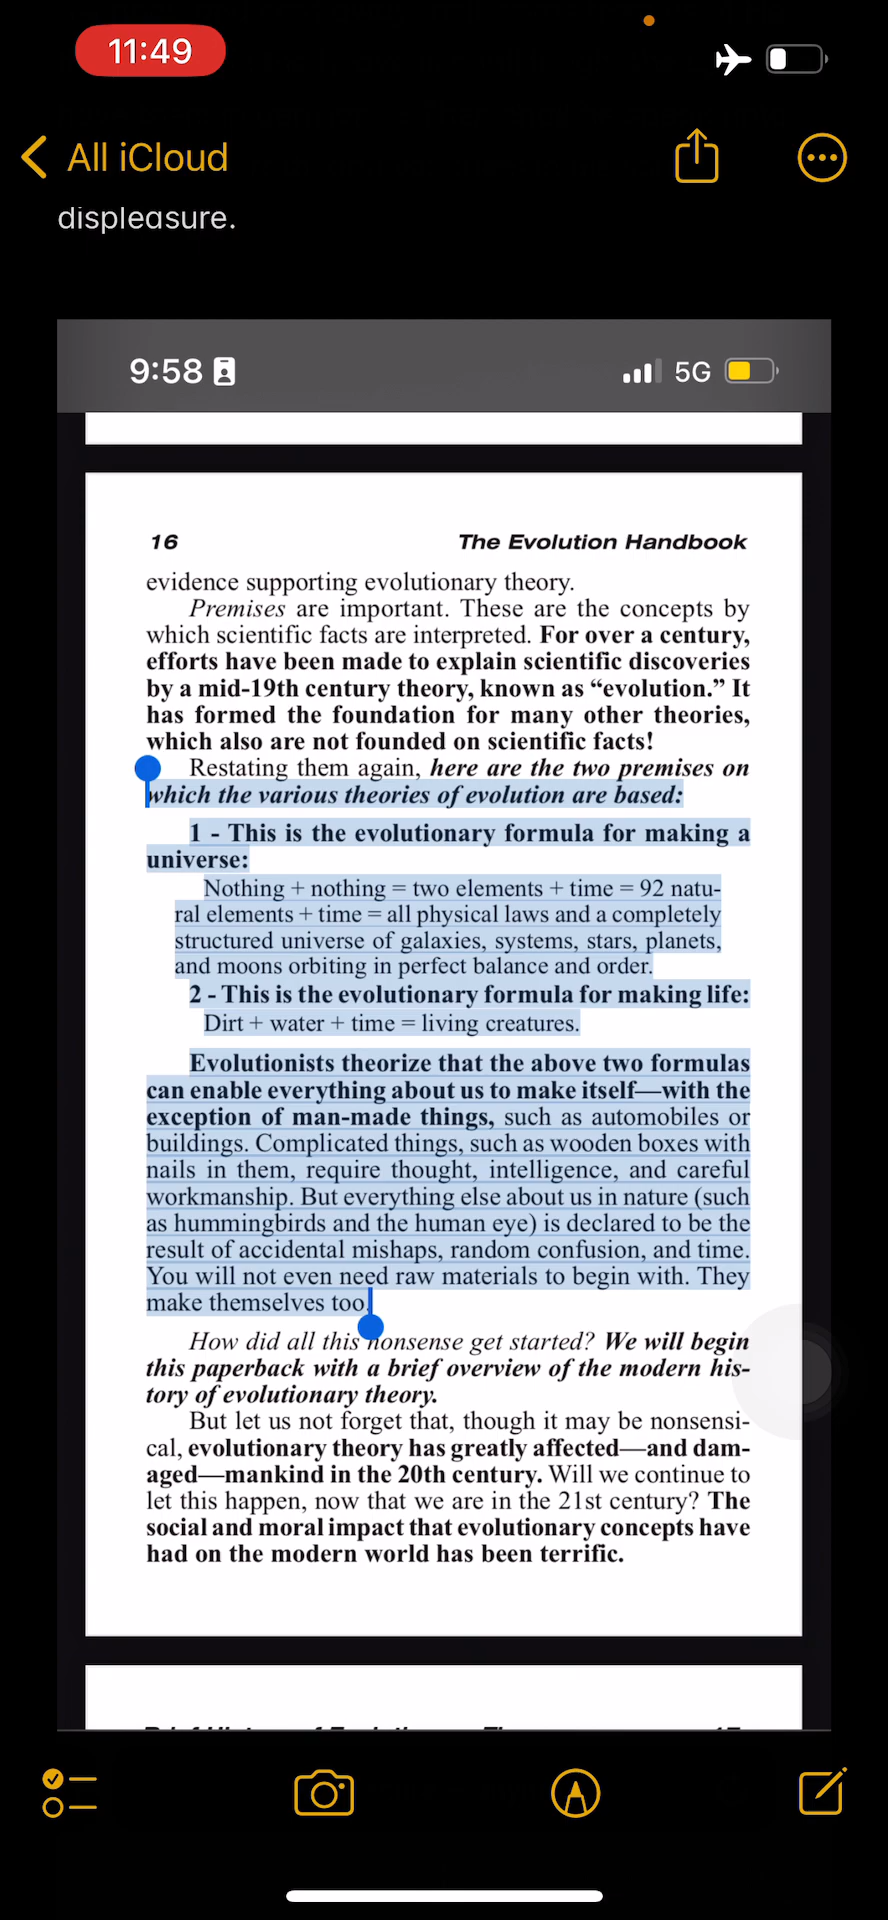 11:49
All iCloud
displeasure.
9:58
5G
16 The Evolution Handbook
evidence supporting evolutionary theory.
Premises are important. These are the concepts by
which scientific facts are interpreted. For over a century,
efforts have been made to explain scientific discoveries
by a mid-19th century theory, known as “evolution.” It
has formed the foundation for many other theories,
which also are not founded on scientific facts!
Restating them again, here are the two premises on
which the various theories of evolution are based:
1 - This is the evolutionary formula for making a
universe:
Nothing + nothing = two elements + time = 92 natu-
ral elements + time = all physical laws and a completely
structured universe of galaxies, systems, stars, planets,
and moons orbiting in perfect balance and order.
2 - This is the evolutionary formula for making life:
Dirt + water + time = living creatures.
Evolutionists theorize that the above two formulas
can enable everything about us to make itself—with the
exception of man-made things, such as automobiles or
buildings. Complicated things, such as wooden boxes with
nails in them, require thought, intelligence, and careful
workmanship. But everything else about us in nature (such
as hummingbirds and the human eye) is declared to be the
result of accidental mishaps, random confusion, and time.
You will not even need raw materials to begin with. They
make themselves too.
How did all this nonsense get started? We will begin
this paperback with a brief overview of the modern his-
tory of evolutionary theory.
But let us not forget that, though it may be nonsensi-
cal, evolutionary theory has greatly affected—and dam-
aged—mankind in the 20th century. Will we continue to
let this happen, now that we are in the 21st century? The
social and moral impact that evolutionary concepts have
had on the modern world has been terrific.